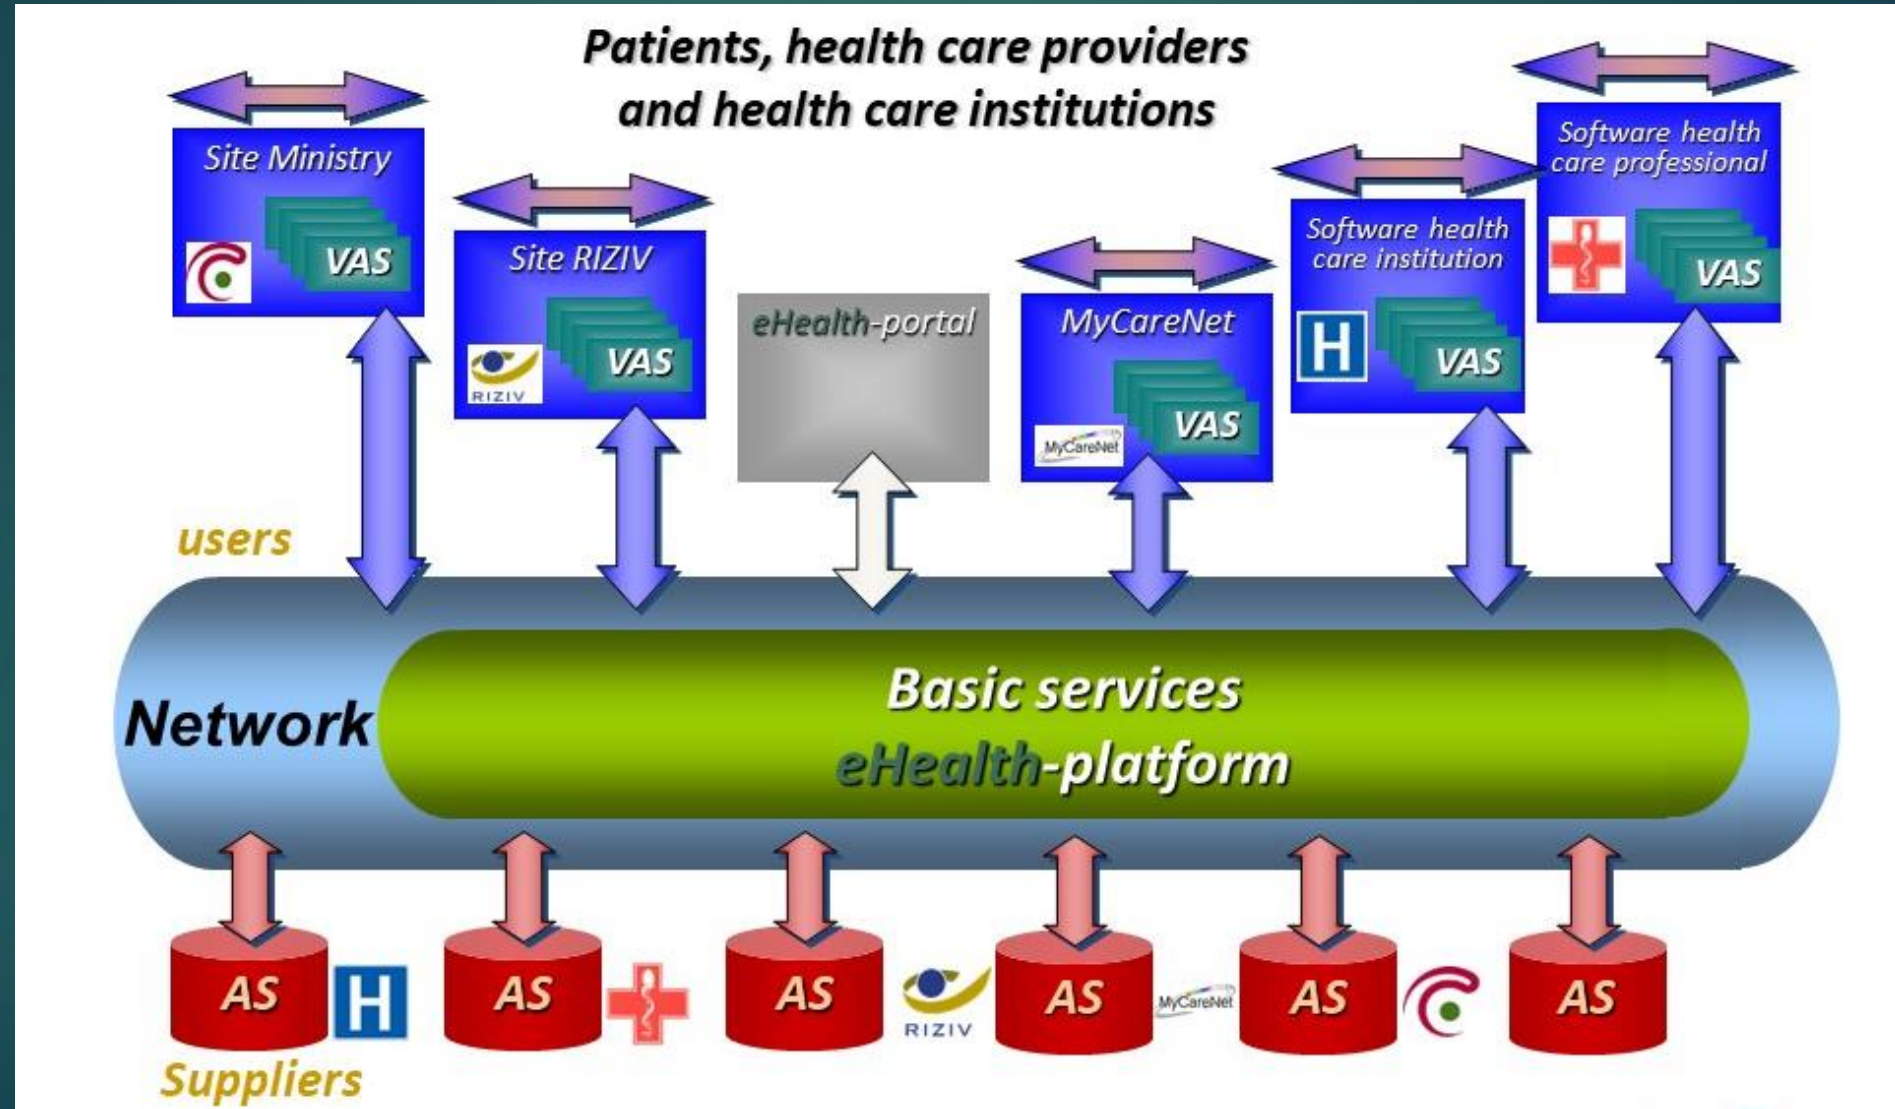 Patients, health care providers
and health care institutions
Site Ministry
VAS
Site RIZIV
RIZIV
VAS
eHealth-portal
MyCareNet
MyCareNet
VAS
Software health
care institution
H
VAS
Software health
care professional
VAS
users
Network
Basic services
eHealth-platform
AS
H
AS
AS
RIZIV
AS
MyCareNet
AS
AS
Suppliers